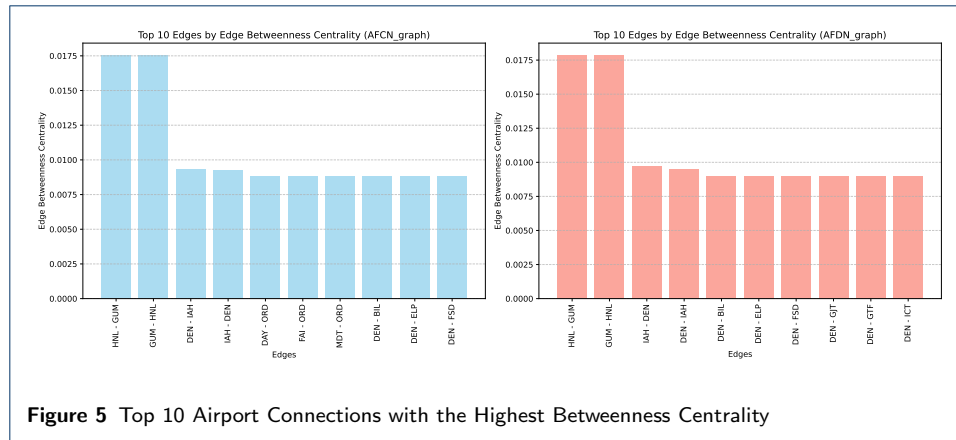 Top 10 Edges by Edge Betweenness Centrality (AFCN_graph)
Edge Betweenness Centrality
0.0175
0.0150
0.0125
0.0100
0.0075
0.0050
0.0025
0.0000
HNL - GUM
GUM - HNL
DEN - IAH
IAH - DEN
DAY - ORD
FAI - ORD
MDT - ORD
DEN - BIL
DEN - ELP
DEN - FSD
Edges
Top 10 Edges by Edge Betweenness Centrality (AFDN_graph)
Edge Betweenness Centrality
0.0175
0.0150
0.0125
0.0100
0.0075
0.0050
0.0025
0.0000
HNL - GUM
GUM - HNL
IAH - DEN
DEN - IAH
DEN - BIL
DEN - ELP
DEN - FSD
DEN - GJT
DEN - GTF
DEN - ICT
Edges
Figure 5 Top 10 Airport Connections with the Highest Betweenness Centrality